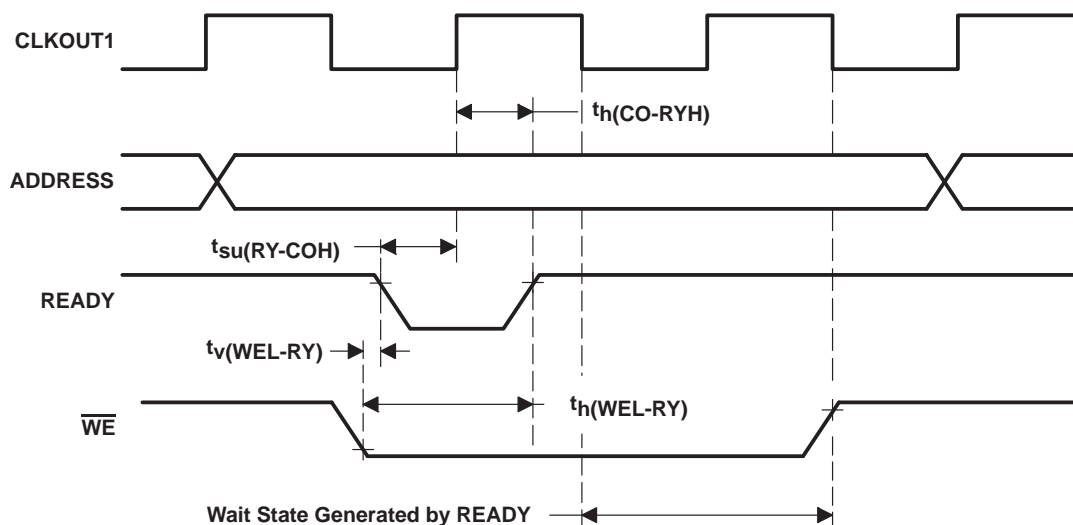 CLKOUT1
th(CO-RYH)
ADDRESS
tsu(RY-COH)
READY
tv(WEL-RY)
th(WEL-RY)
W̅E̅
Wait State Generated by READY